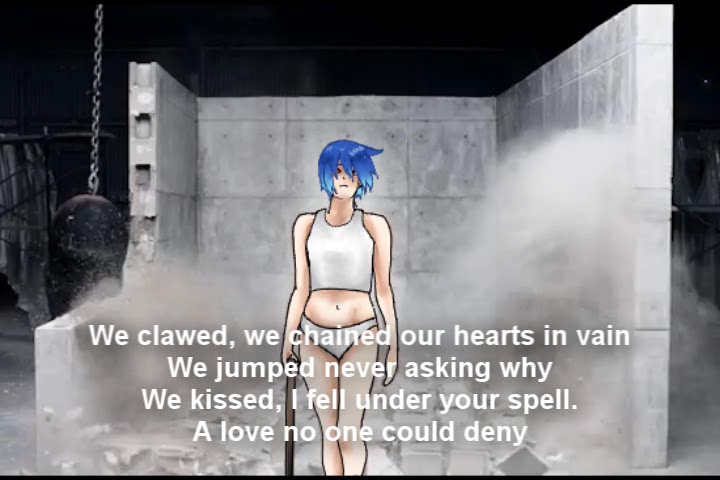 We clawed, we chained our hearts in vain
We jumped never asking why
We kissed, I fell under your spell.
A love no one could deny